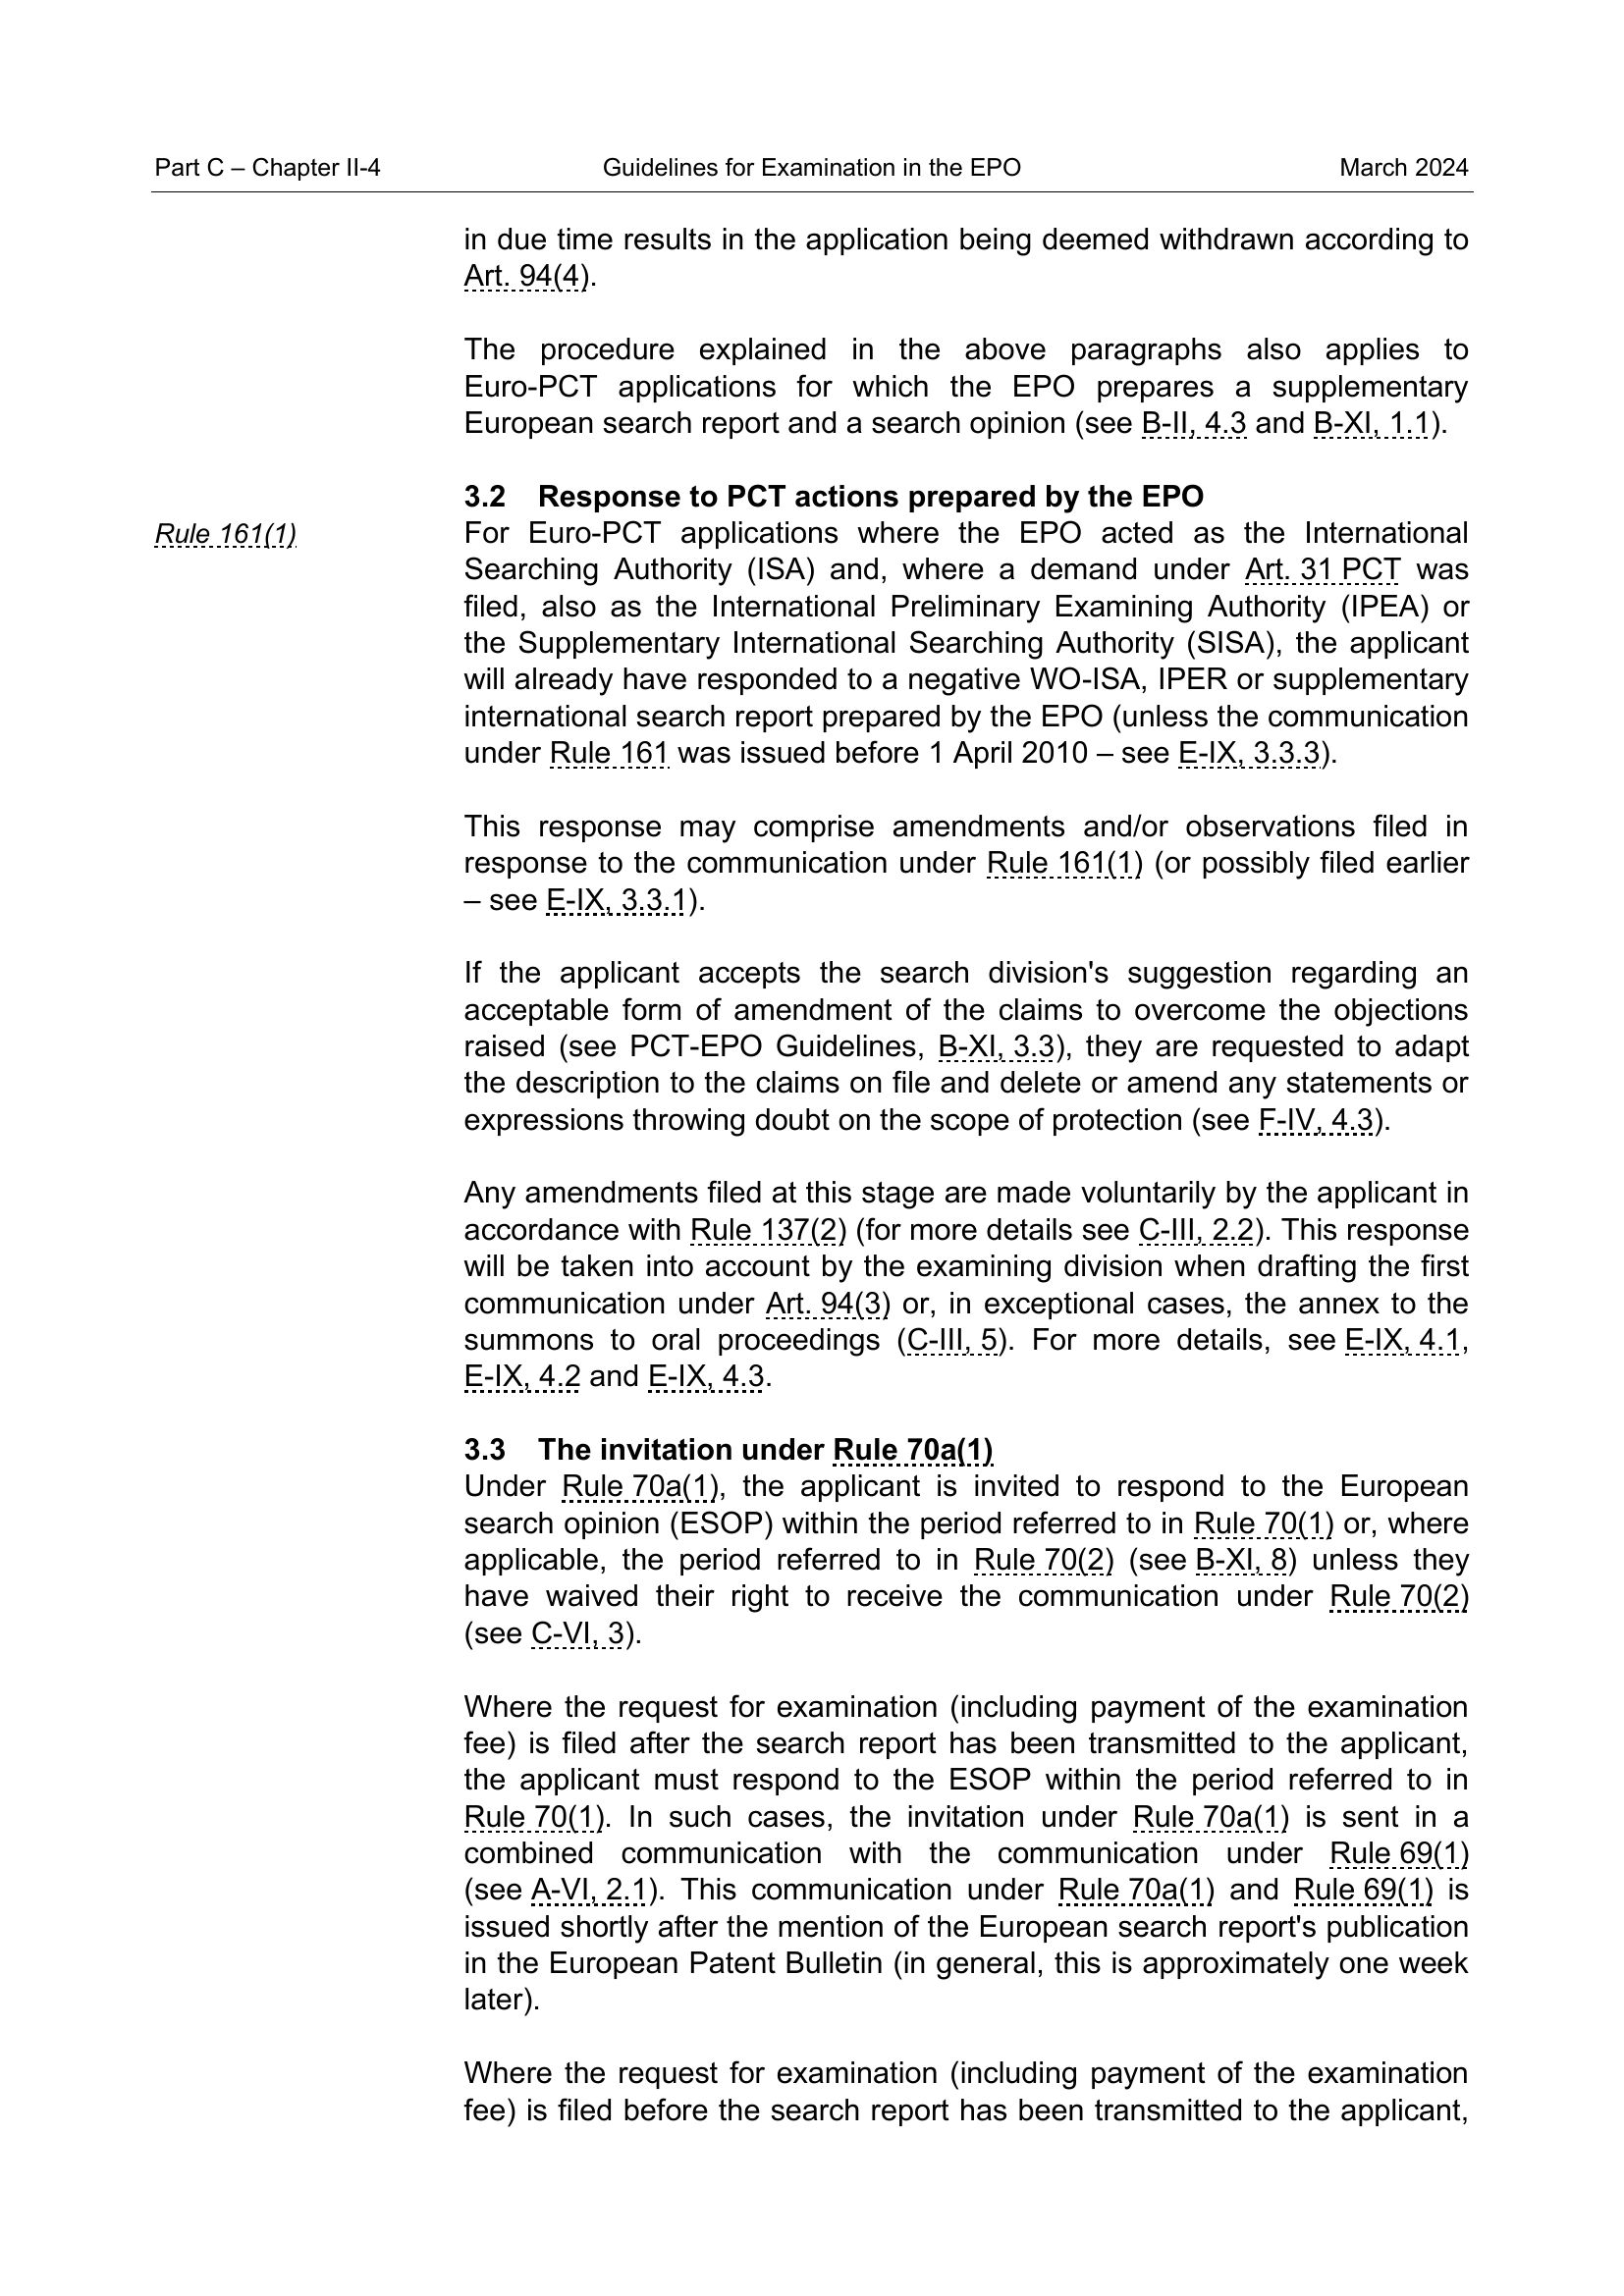 Part C – Chapter II-4 Guidelines for Examination in the EPO March 2024
in due time results in the application being deemed withdrawn according to
Art. 94(4).
The procedure explained in the above paragraphs also applies to
Euro-PCT applications for which the EPO prepares a supplementary
European search report and a search opinion (see B-II, 4.3 and B-XI, 1.1).
3.2 Response to PCT actions prepared by the EPO
Rule 161(1)
For Euro-PCT applications where the EPO acted as the International
Searching Authority (ISA) and, where a demand under Art. 31 PCT was
filed, also as the International Preliminary Examining Authority (IPEA) or
the Supplementary International Searching Authority (SISA), the applicant
will already have responded to a negative WO-ISA, IPER or supplementary
international search report prepared by the EPO (unless the communication
under Rule 161 was issued before 1 April 2010 – see E-IX, 3.3.3).
This response may comprise amendments and/or observations filed in
response to the communication under Rule 161(1) (or possibly filed earlier
– see E-IX, 3.3.1).
If the applicant accepts the search division's suggestion regarding an
acceptable form of amendment of the claims to overcome the objections
raised (see PCT-EPO Guidelines, B-XI, 3.3), they are requested to adapt
the description to the claims on file and delete or amend any statements or
expressions throwing doubt on the scope of protection (see F-IV, 4.3).
Any amendments filed at this stage are made voluntarily by the applicant in
accordance with Rule 137(2) (for more details see C-III, 2.2). This response
will be taken into account by the examining division when drafting the first
communication under Art. 94(3) or, in exceptional cases, the annex to the
summons to oral proceedings (C-III, 5). For more details, see E-IX, 4.1,
E-IX, 4.2 and E-IX, 4.3.
3.3 The invitation under Rule 70a(1)
Under Rule 70a(1), the applicant is invited to respond to the European
search opinion (ESOP) within the period referred to in Rule 70(1) or, where
applicable, the period referred to in Rule 70(2) (see B-XI, 8) unless they
have waived their right to receive the communication under Rule 70(2)
(see C-VI, 3).
Where the request for examination (including payment of the examination
fee) is filed after the search report has been transmitted to the applicant,
the applicant must respond to the ESOP within the period referred to in
Rule 70(1). In such cases, the invitation under Rule 70a(1) is sent in a
combined communication with the communication under Rule 69(1)
(see A-VI, 2.1). This communication under Rule 70a(1) and Rule 69(1) is
issued shortly after the mention of the European search report's publication
in the European Patent Bulletin (in general, this is approximately one week
later).
Where the request for examination (including payment of the examination
fee) is filed before the search report has been transmitted to the applicant,